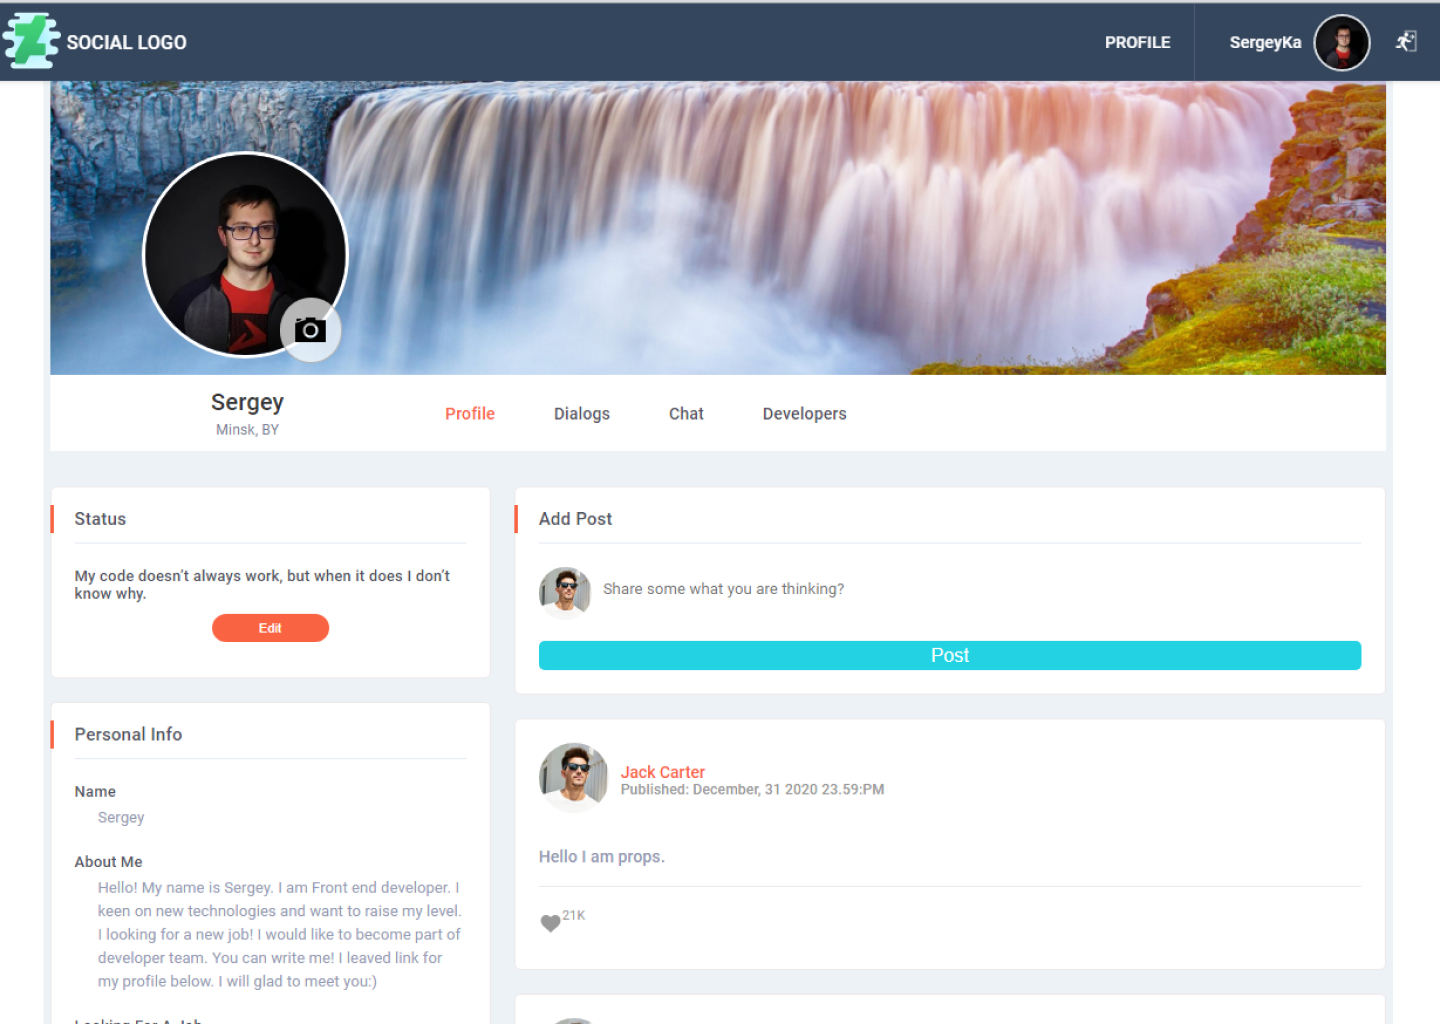 SOCIAL LOGO
PROFILE
SergeyKa
Sergey
Minsk, BY
Profile
Dialogs
Chat
Developers
Status
My code doesn't always work, but when it does I don't
know why.
Edit
Personal Info
Name
Sergey
About Me
Hello! My name is Sergey. I am Front end developer. I
keen on new technologies and want to raise my level.
I looking for a new job! I would like to become part of
developer team. You can write me! I leaved link for
my profile below. I will glad to meet you:)
Looking For A Job
Add Post
Share some what you are thinking?
Post
Jack Carter
Published: December, 31 2020 23.59:PM
Hello I am props.
21K